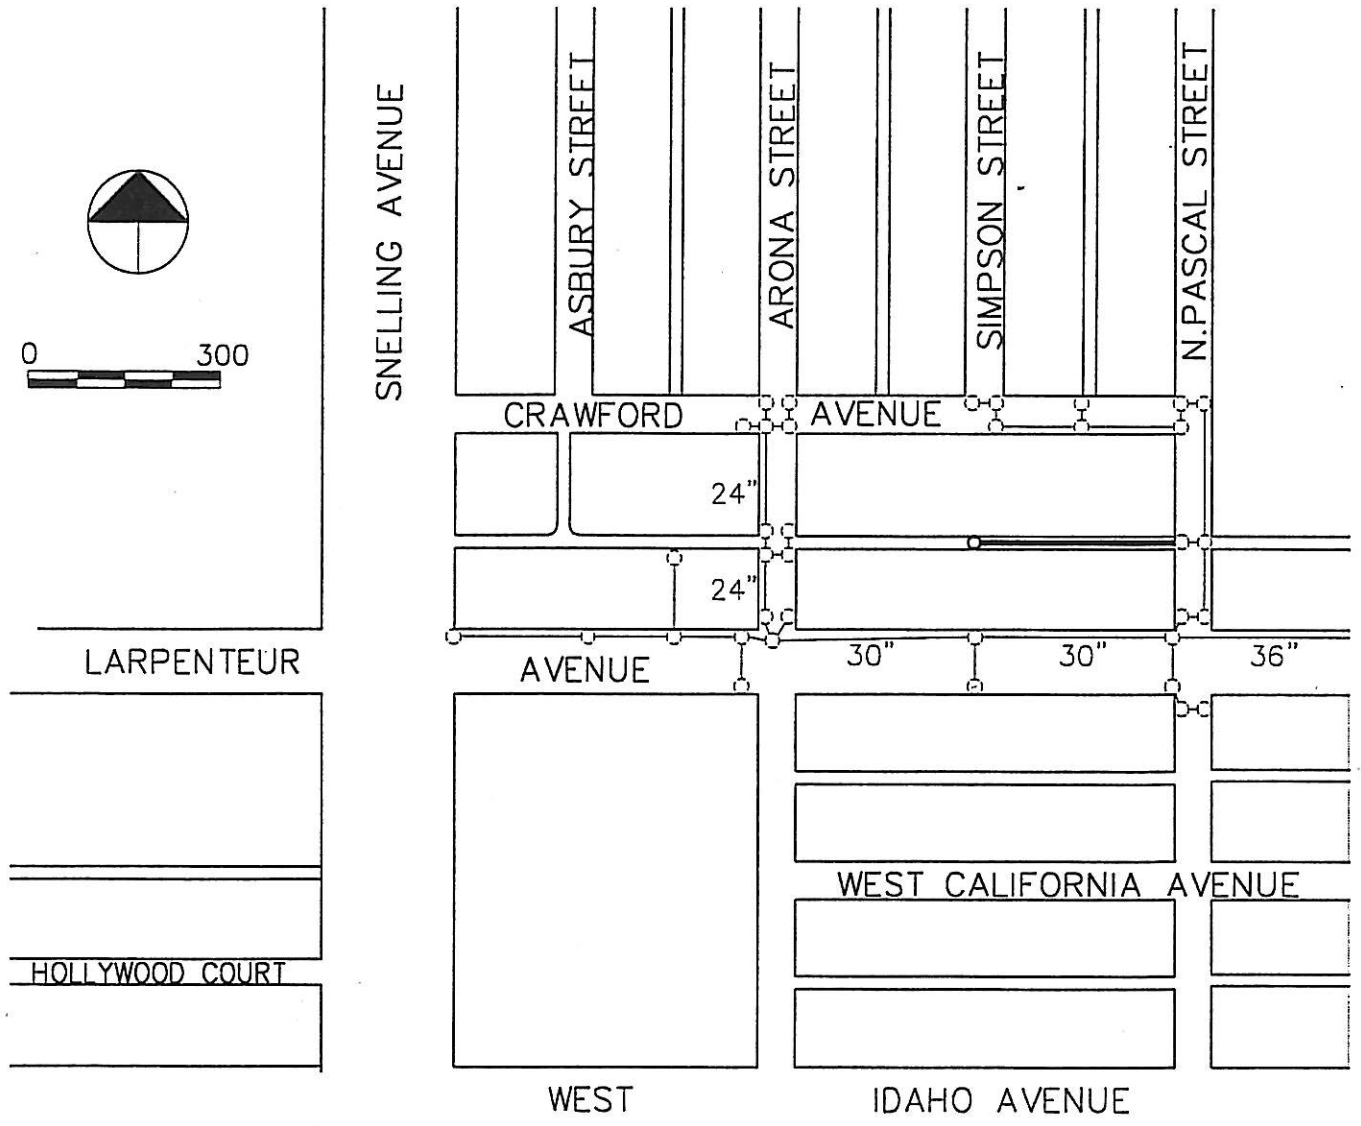 SNELLING AVENUE
ASBURY STREET
ARONA STREET
SIMPSON STREET
N.PASCAL STREET
0 300
CRAWFORD AVENUE
24"
24"
LARPENTEUR AVENUE
30" 30" 36"
WEST CALIFORNIA AVENUE
HOLLYWOOD COURT
WEST IDAHO AVENUE